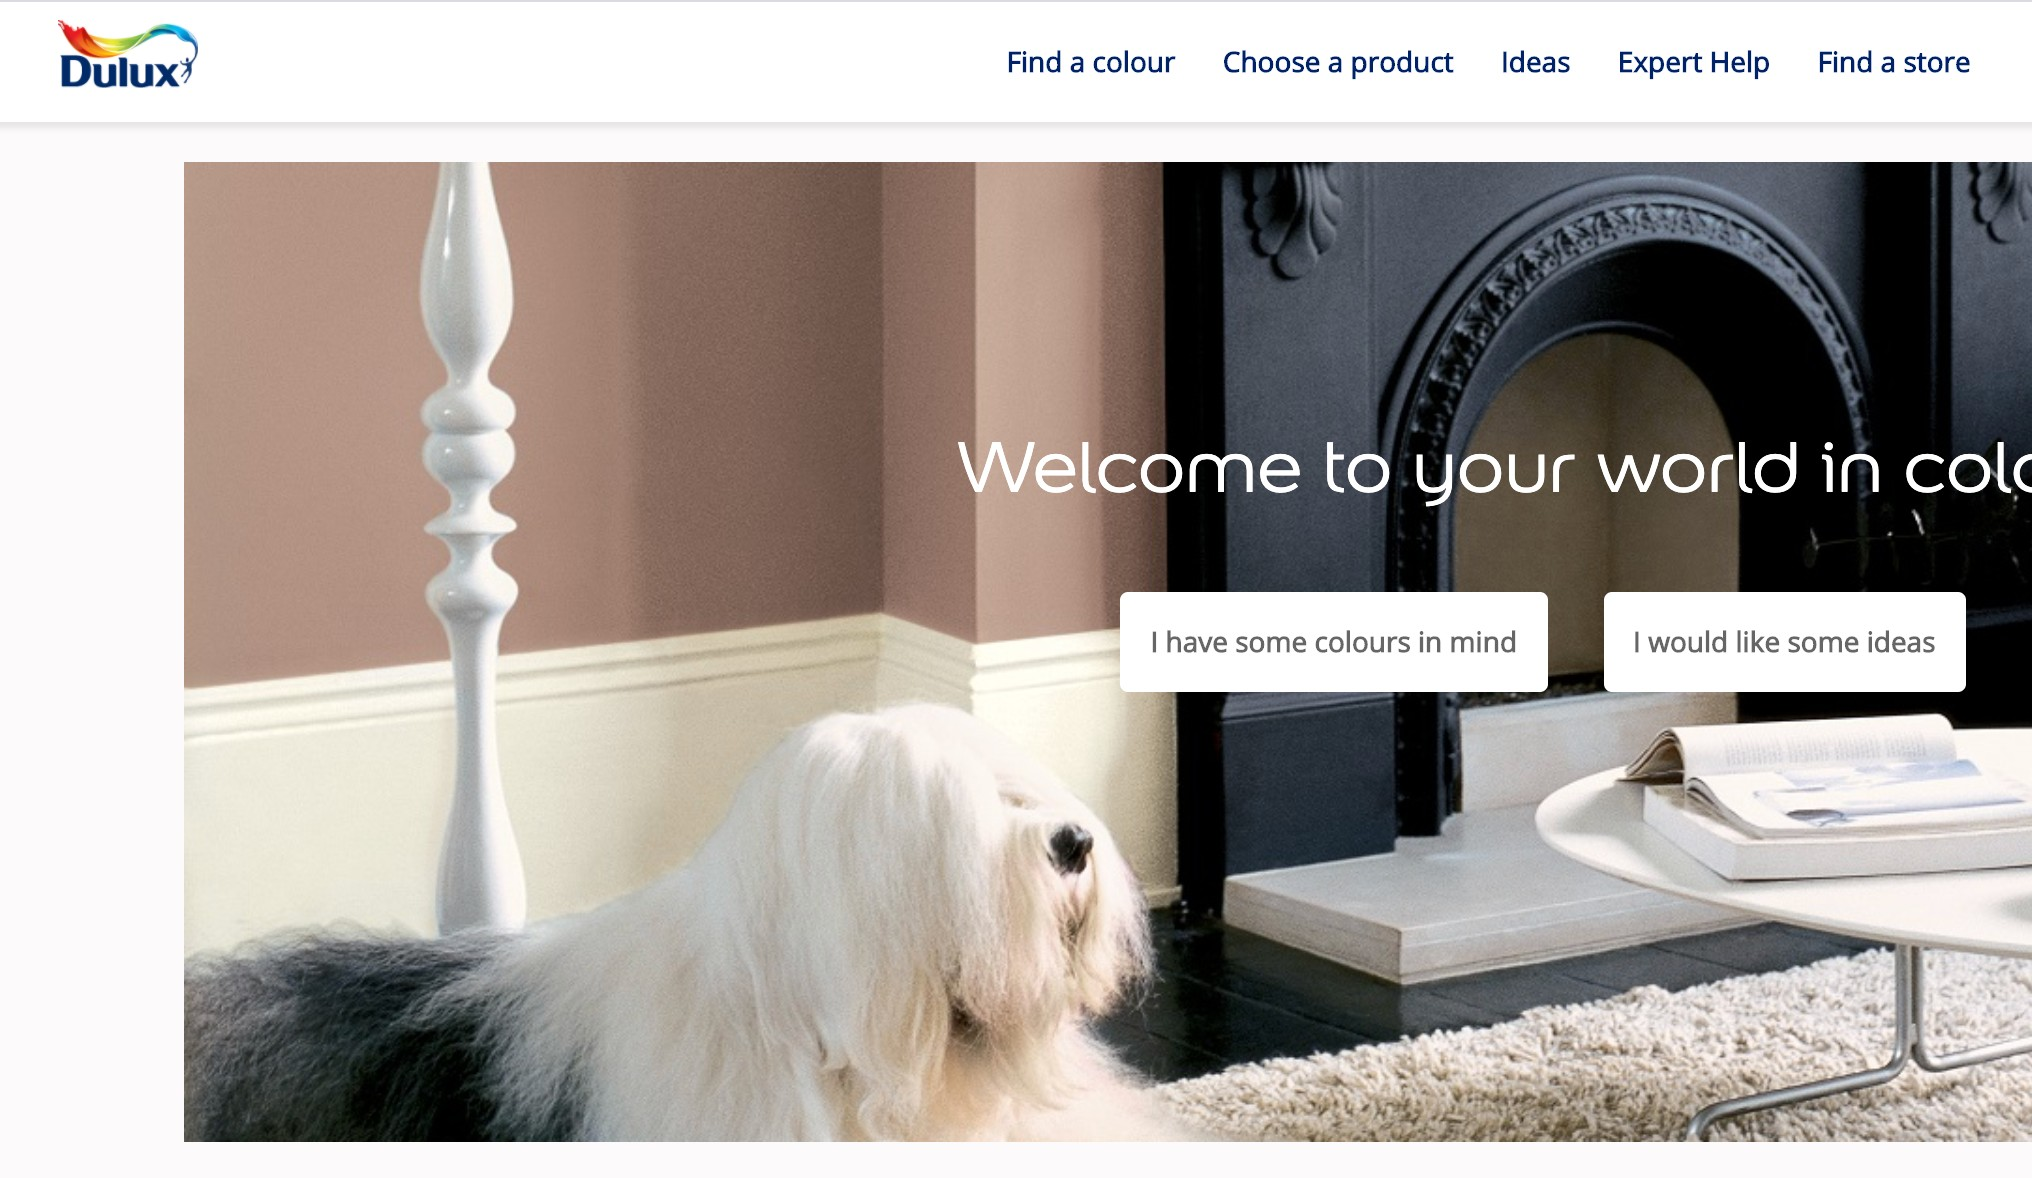 Dulux
Find a colour
Choose a product
Ideas
Expert Help
Find a store
Welcome to your world in
I have some colours in mind
I would like some ideas